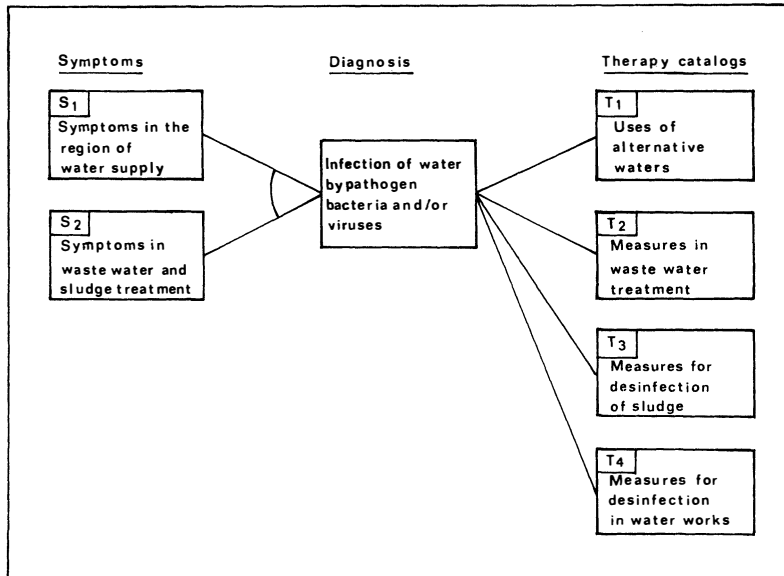 Symptoms
Diagnosis
Therapy catalogs
S1
Symptoms in the
region of
water supply
S2
Symptoms in
waste water and
sludge treatment
Infection of water
by pathogen
bacteria and/or
viruses
T1
Uses of
alternative
waters
T2
Measures in
waste water
treatment
T3
Measures for
desinfection
of sludge
T4
Measures for
desinfection
in water works